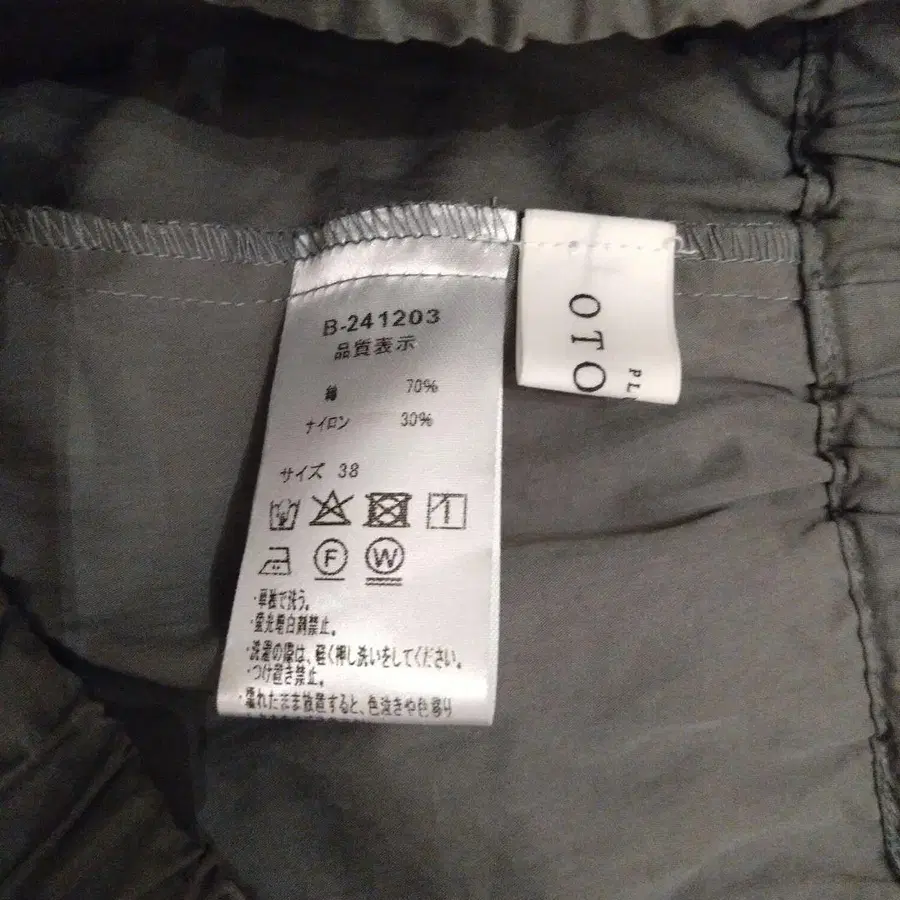 B-241203
品質表示
綿 70%
ナイロン 30%
サイズ 38
F W
・単独で洗う。
・蛍光増白剤禁止。
・洗濯の際は、軽く押し洗いをしてください。
・つけ置き禁止。
・濡れたまま放置すると、色泣きや色移り
OTO
PL